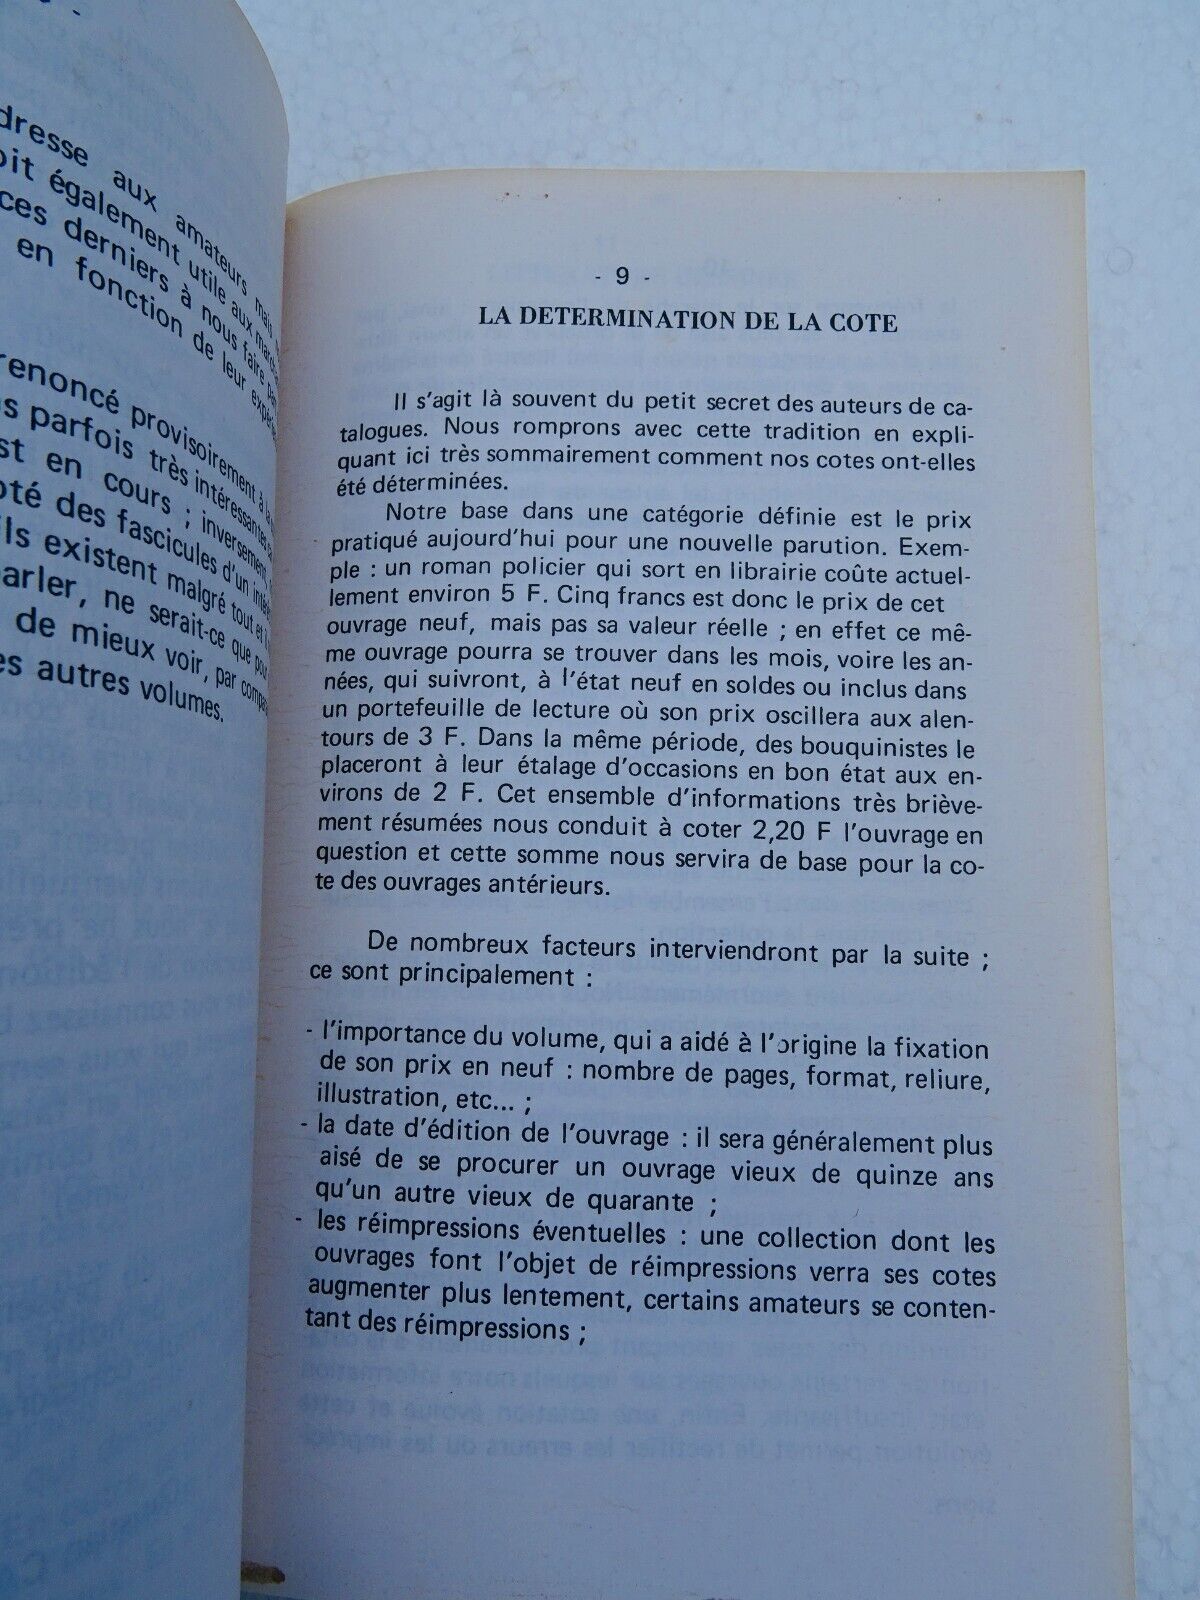 dresse aux amateurs mais
oit également utile aux
ces derniers à nous faire
en fonction de leur
renoncé provisoirement à la
s parfois très intéressantes
st en cours ; inversement,
oté des fascicules d'un
ils existent malgré tout et
parler, ne serait-ce que pour
de mieux voir, par
es autres volumes.
- 9 -
LA DETERMINATION DE LA COTE
Il s'agit là souvent du petit secret des auteurs de ca-
talogues. Nous romprons avec cette tradition en expli-
quant ici très sommairement comment nos cotes ont-elles
été déterminées.
Notre base dans une catégorie définie est le prix
pratiqué aujourd'hui pour une nouvelle parution. Exem-
ple : un roman policier qui sort en librairie coûte actuel-
lement environ 5 F. Cinq francs est donc le prix de cet
ouvrage neuf, mais pas sa valeur réelle ; en effet ce mê-
me ouvrage pourra se trouver dans les mois, voire les an-
nées, qui suivront, à l'état neuf en soldes ou inclus dans
un portefeuille de lecture où son prix oscillera aux alen-
tours de 3 F. Dans la même période, des bouquinistes le
placeront à leur étalage d'occasions en bon état aux en-
virons de 2 F. Cet ensemble d'informations très briève-
ment résumées nous conduit à coter 2,20 F l'ouvrage en
question et cette somme nous servira de base pour la co-
te des ouvrages antérieurs.
De nombreux facteurs interviendront par la suite ;
ce sont principalement :
- l'importance du volume, qui a aidé à l'origine la fixation
de son prix en neuf : nombre de pages, format, reliure,
illustration, etc... ;
- la date d'édition de l'ouvrage : il sera généralement plus
aisé de se procurer un ouvrage vieux de quinze ans
qu'un autre vieux de quarante ;
- les réimpressions éventuelles : une collection dont les
ouvrages font l'objet de réimpressions verra ses cotes
augmenter plus lentement, certains amateurs se conten-
tant des réimpressions ;